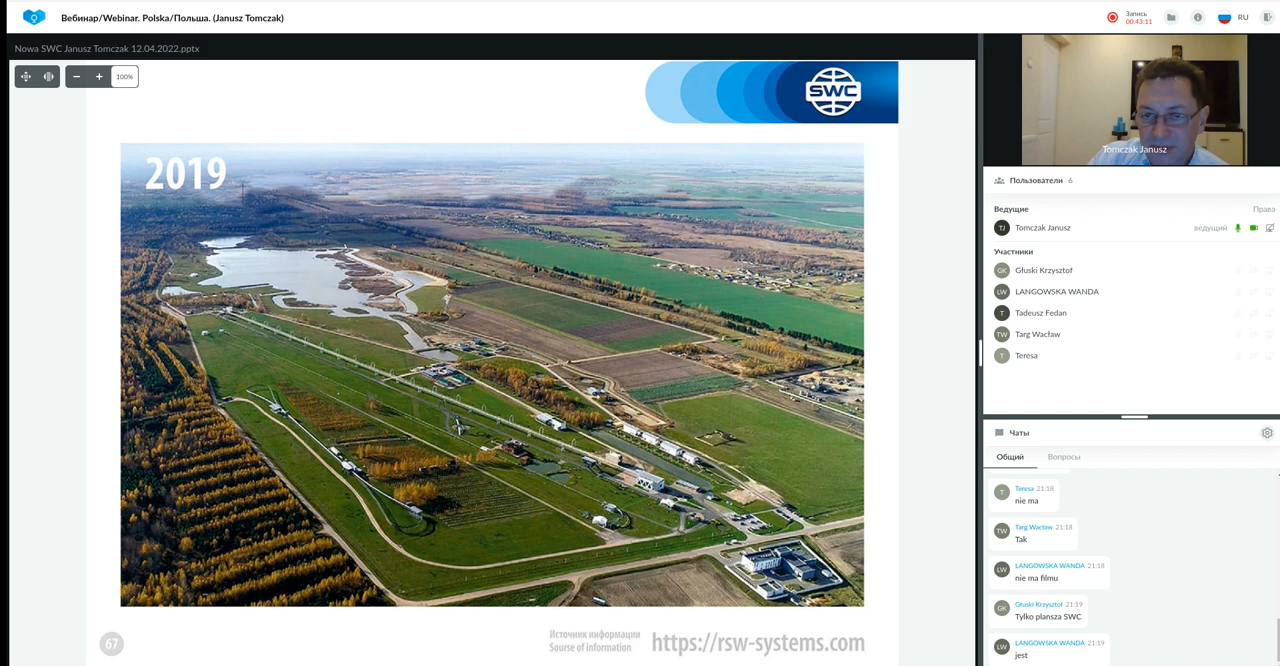 Вебинар/Webinar. Polska/Польша. (Janusz Tomczak)
Запись
00:43:11
RU
Nowa SWC Janusz Tomczak 12.04.2022.pptx
100%
SWC
2019
67
Источник информации
Sourse of information
https://rsw-systems.com
Tomczak Janusz
Пользователи 6
Ведущие
Права
TJ
Tomczak Janusz
ведущий
Участники
GK
Głuski Krzysztof
LW
LANGOWSKA WANDA
T
Tadeusz Fedan
TW
Targ Wacław
T
Teresa
Чаты
Общий
Вопросы
T
Teresa 21:18
nie ma
TW
Targ Wacław 21:18
Tak
LW
LANGOWSKA WANDA 21:18
nie ma filmu
GK
Głuski Krzysztof 21:19
Tylko plansza SWC
LW
LANGOWSKA WANDA 21:19
jest